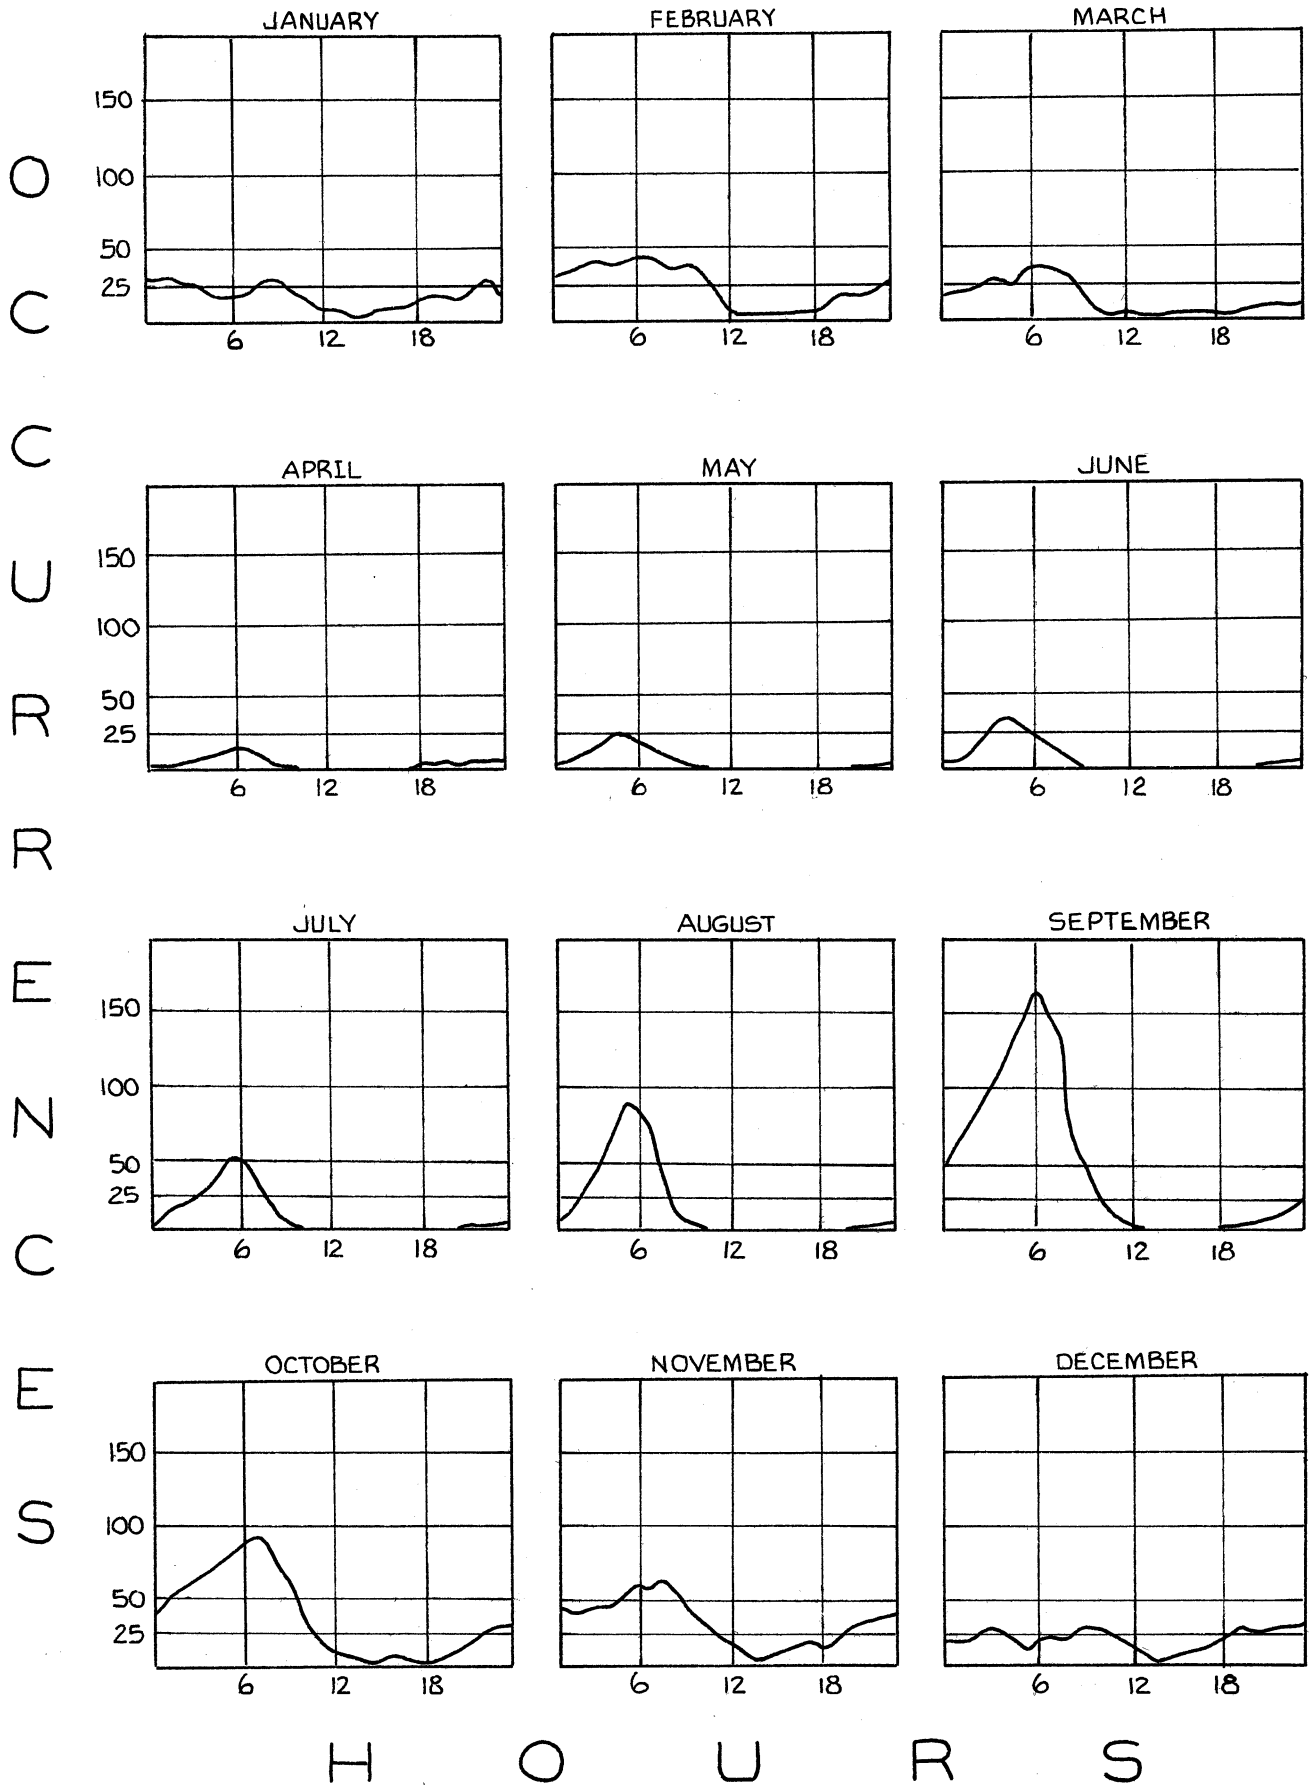 JANUARY FEBRUARY MARCH
150
100
50
25
6 12 18 6 12 18 6 12 18
APRIL MAY JUNE
150
100
50
25
6 12 18 6 12 18 6 12 18
JULY AUGUST SEPTEMBER
150
100
50
25
6 12 18 6 12 18 6 12 18
OCTOBER NOVEMBER DECEMBER
150
100
50
25
6 12 18 6 12 18 6 12 18
OCCURRENCES
HOURS